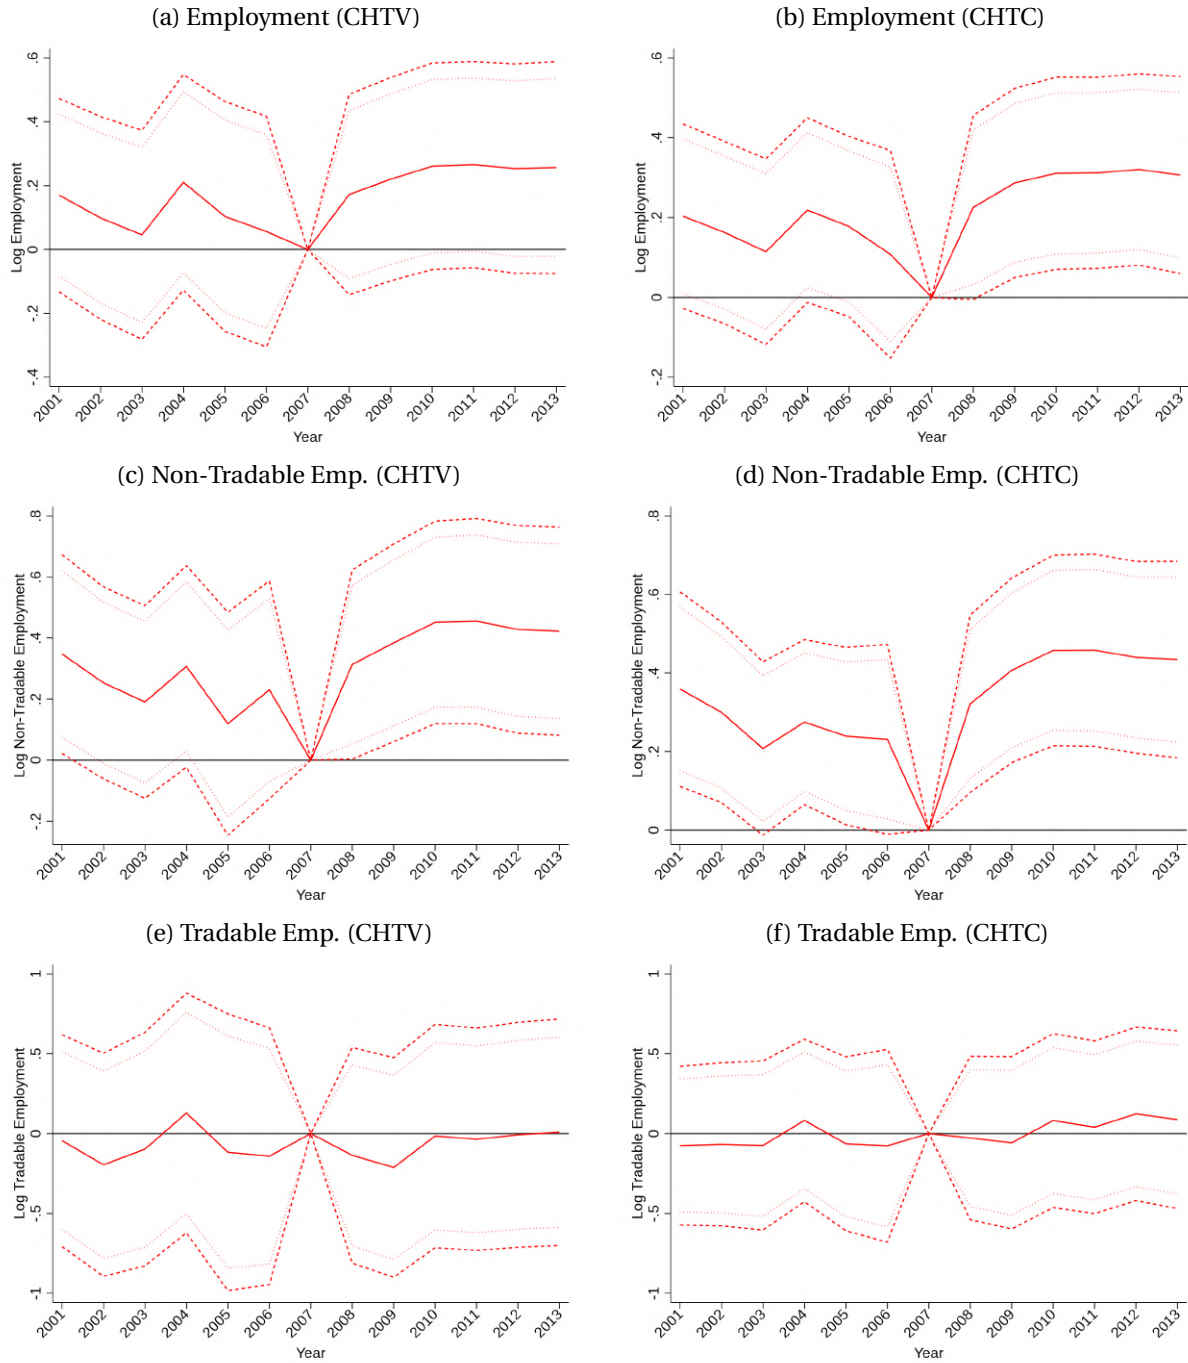 (a) Employment (CHTV)
Log Employment
.6
.4
.2
0
-.2
-.4
2001 2002 2003 2004 2005 2006 2007 2008 2009 2010 2011 2012 2013
Year
(b) Employment (CHTC)
Log Employment
.6
.4
.2
0
-.2
2001 2002 2003 2004 2005 2006 2007 2008 2009 2010 2011 2012 2013
Year
(c) Non-Tradable Emp. (CHTV)
Log Non-Tradable Employment
.8
.6
.4
.2
0
-.2
2001 2002 2003 2004 2005 2006 2007 2008 2009 2010 2011 2012 2013
Year
(d) Non-Tradable Emp. (CHTC)
Log Non-Tradable Employment
.8
.6
.4
.2
0
2001 2002 2003 2004 2005 2006 2007 2008 2009 2010 2011 2012 2013
Year
(e) Tradable Emp. (CHTV)
Log Tradable Employment
1
.5
0
-.5
-1
2001 2002 2003 2004 2005 2006 2007 2008 2009 2010 2011 2012 2013
Year
(f) Tradable Emp. (CHTC)
Log Tradable Employment
1
.5
0
-.5
-1
2001 2002 2003 2004 2005 2006 2007 2008 2009 2010 2011 2012 2013
Year